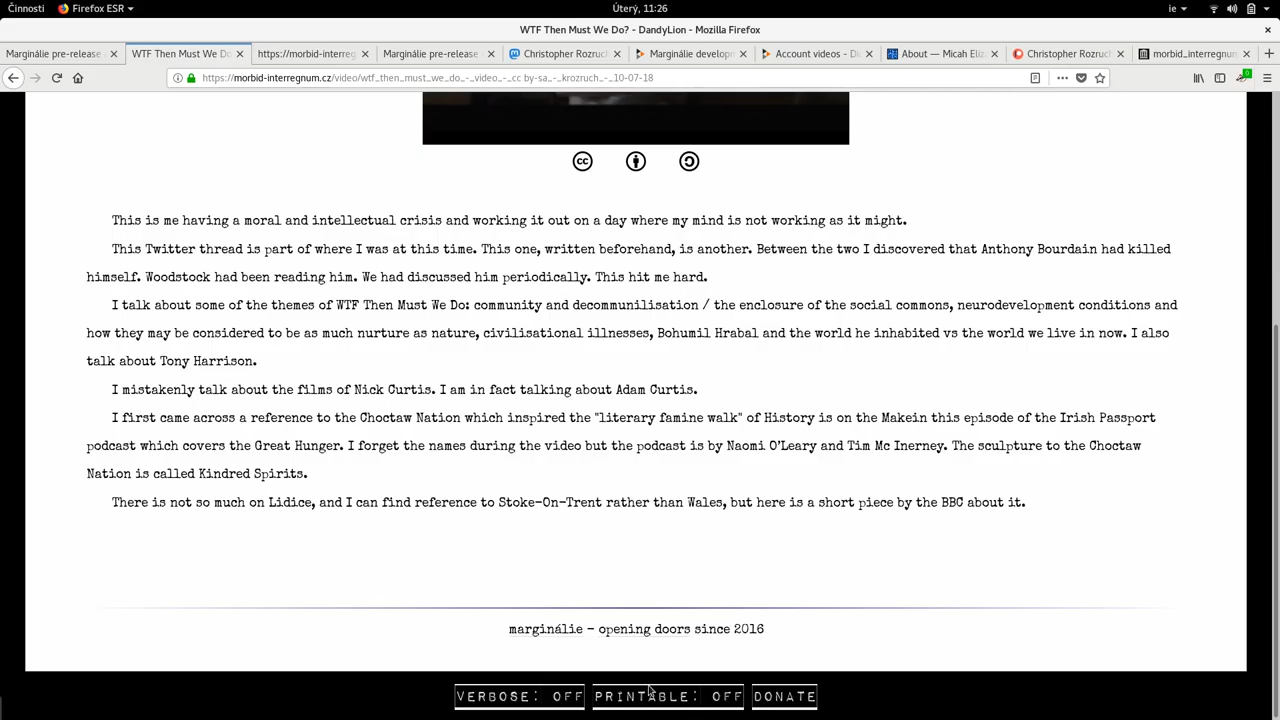 Činnosti Firefox ESR Úterý, 11:26 ie
WTF Then Must We Do? - DandyLion - Mozilla Firefox
Marginálie pre-release WTF Then Must We Do https://morbid-interreg Marginálie pre-release Christopher Rozruch Marginálie develop Account videos - Dk About — Micah Eliz Christopher Rozruc morbid_interregnum
https://morbid-interregnum.cz/video/wtf_then_must_we_do_-_video_-_cc by-sa_-_krozruch_-_10-07-18
cc
This is me having a moral and intellectual crisis and working it out on a day where my mind is not working as it might.
This Twitter thread is part of where I was at this time. This one, written beforehand, is another. Between the two I discovered that Anthony Bourdain had killed
himself. Woodstock had been reading him. We had discussed him periodically. This hit me hard.
I talk about some of the themes of WTF Then Must We Do: community and decommunilisation / the enclosure of the social commons, neurodevelopment conditions and
how they may be considered to be as much nurture as nature, civilisational illnesses, Bohumil Hrabal and the world he inhabited vs the world we live in now. I also
talk about Tony Harrison.
I mistakenly talk about the films of Nick Curtis. I am in fact talking about Adam Curtis.
I first came across a reference to the Choctaw Nation which inspired the "literary famine walk" of History is on the Makein this episode of the Irish Passport
podcast which covers the Great Hunger. I forget the names during the video but the podcast is by Naomi O'Leary and Tim Mc Inerney. The sculpture to the Choctaw
Nation is called Kindred Spirits.
There is not so much on Lidice, and I can find reference to Stoke-On-Trent rather than Wales, but here is a short piece by the BBC about it.
marginálie - opening doors since 2016
VERBOSE: OFF PRINTABLE: OFF DONATE